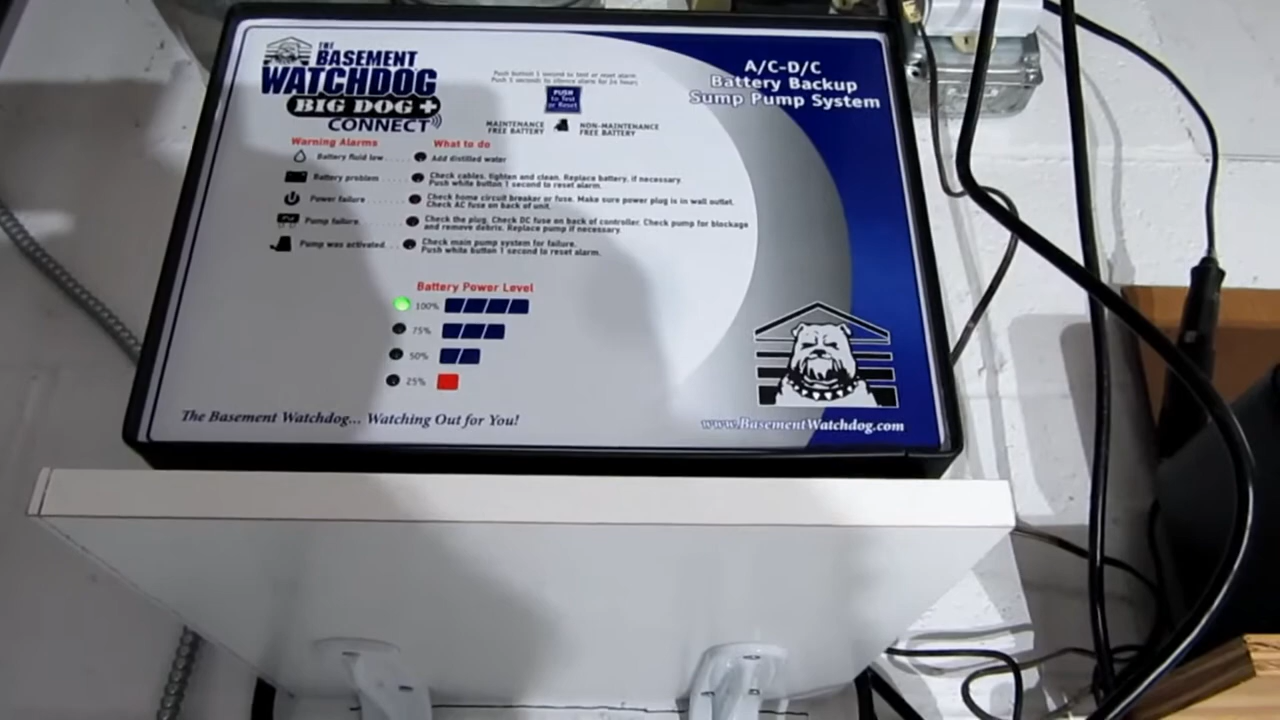 THE
BASEMENT
WATCHDOG
BIG DOG +
CONNECT
Push button 1 second to test or reset alarm.
Push 5 seconds to silence alarm for 24 hours
PUSH
to Test
or Reset
MAINTENANCE
FREE BATTERY
NON-MAINTENANCE
FREE BATTERY
A/C-D/C
Battery Backup
Sump Pump System
Warning Alarms What to do
Battery fluid low..... Add distilled water
Battery problem ..... Check cables, tighten and clean. Replace battery, if necessary.
Push white button 1 second to reset alarm.
Power failure ....... Check home circuit breaker or fuse. Make sure power plug is in wall outlet.
Check AC fuse on back of unit.
Pump failure........ Check the plug. Check DC fuse on back of controller. Check pump for blockage
and remove debris. Replace pump if necessary.
Pump was activated... Check main pump system for failure.
Push white button 1 second to reset alarm.
Battery Power Level
100%
75%
50%
25%
The Basement Watchdog... Watching Out for You!
www.BasementWatchdog.com